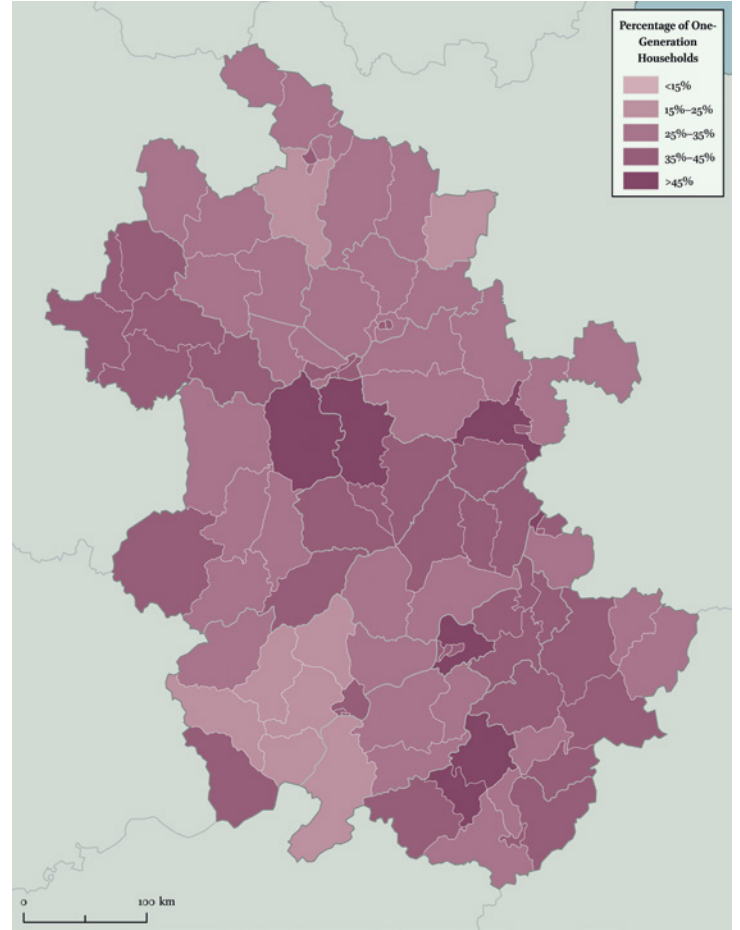 Percentage of One-
Generation
Households
<15%
15%–25%
25%–35%
35%–45%
>45%
0 100 km